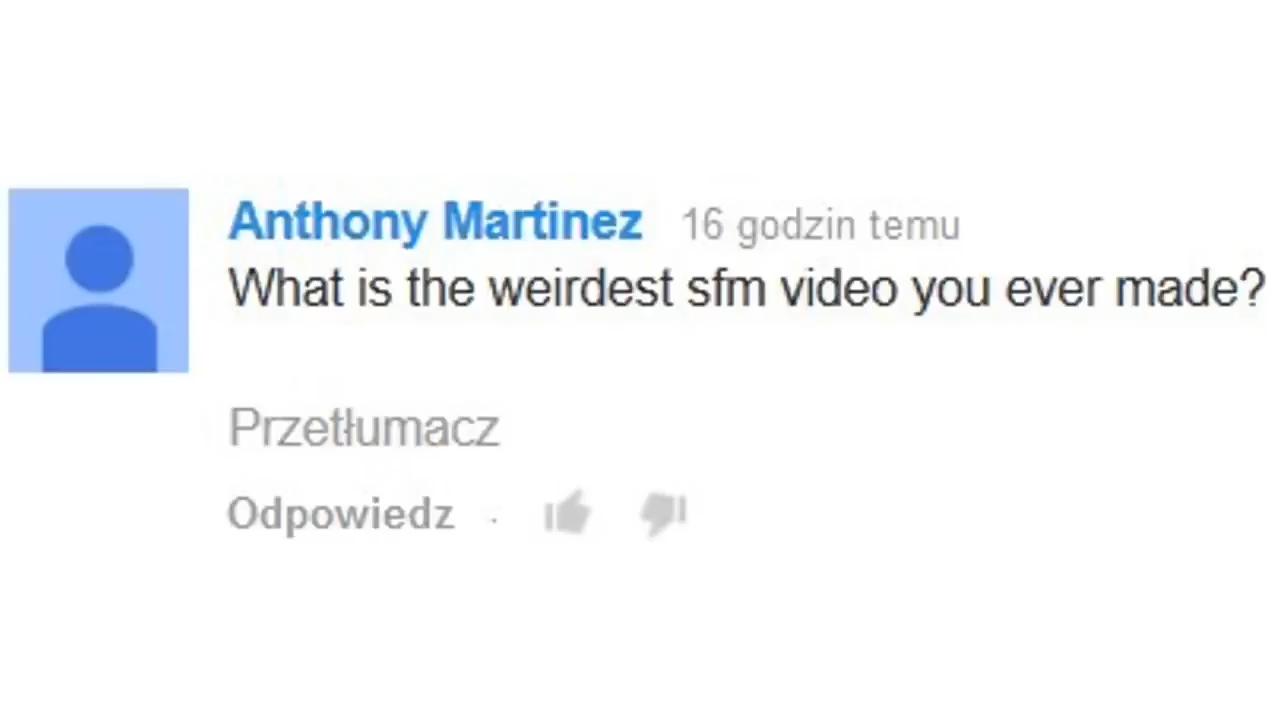 Anthony Martinez 16 godzin temu
What is the weirdest sfm video you ever made?
Przetłumacz
Odpowiedz ·